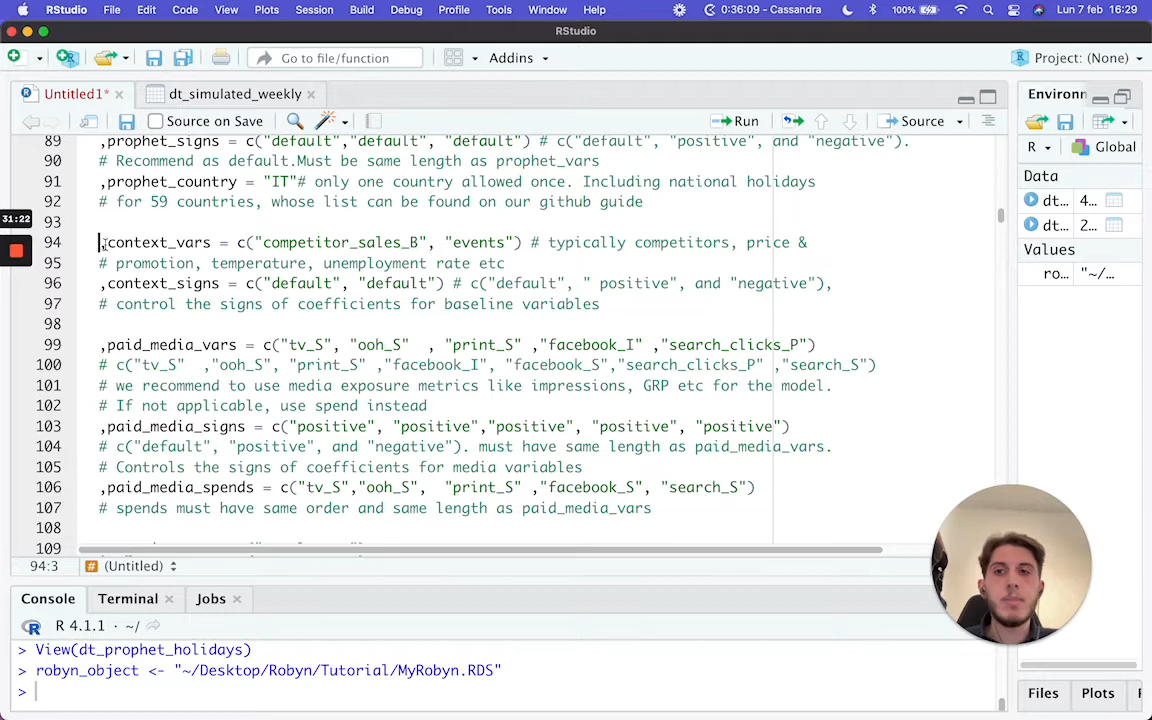 RStudio File Edit Code View Plots Session Build Debug Profile Tools Window Help 0:36:09 - Cassandra 100% Lun 7 feb 16:29
RStudio
Go to file/function Addins Project: (None)
Untitled1* dt_simulated_weekly Environn
Source on Save Run Source
R Global
89 ,prophet_signs = c("default","default", "default") # c("default", "positive", and "negative").
90 # Recommend as default.Must be same length as prophet_vars
91 ,prophet_country = "IT"# only one country allowed once. Including national holidays
92 # for 59 countries, whose list can be found on our github guide
93
94 ,context_vars = c("competitor_sales_B", "events") # typically competitors, price &
95 # promotion, temperature, unemployment rate etc
96 ,context_signs = c("default", "default") # c("default", " positive", and "negative"),
97 # control the signs of coefficients for baseline variables
98
99 ,paid_media_vars = c("tv_S", "ooh_S" , "print_S" ,"facebook_I" ,"search_clicks_P")
100 # c("tv_S" ,"ooh_S", "print_S" ,"facebook_I", "facebook_S","search_clicks_P" ,"search_S")
101 # we recommend to use media exposure metrics like impressions, GRP etc for the model.
102 # If not applicable, use spend instead
103 ,paid_media_signs = c("positive", "positive","positive", "positive", "positive")
104 # c("default", "positive", and "negative"). must have same length as paid_media_vars.
105 # Controls the signs of coefficients for media variables
106 ,paid_media_spends = c("tv_S","ooh_S", "print_S" ,"facebook_S", "search_S")
107 # spends must have same order and same length as paid_media_vars
108
109
Data
dt… 4…
dt… 2…
Values
ro… "~/…
31:22
94:3 # (Untitled)
Console Terminal Jobs
R 4.1.1 · ~/
> View(dt_prophet_holidays)
> robyn_object <- "~/Desktop/Robyn/Tutorial/MyRobyn.RDS"
>
Files Plots